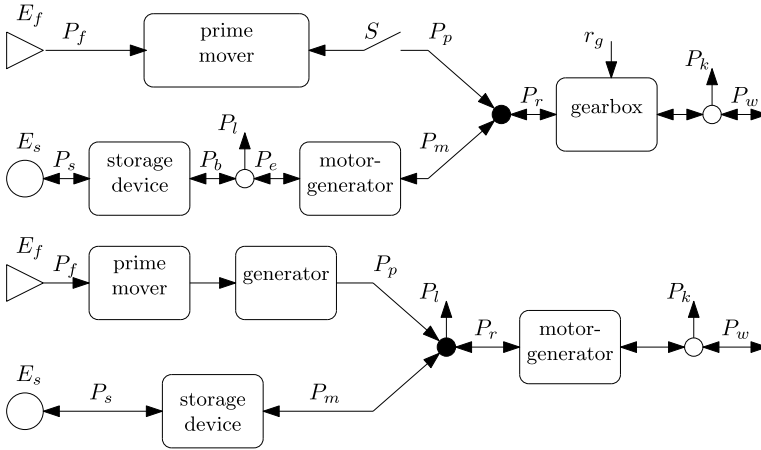 E_f
P_f
prime
mover
S
P_p
r_g
P_k
P_r
gearbox
P_w
P_l
P_m
E_s
P_s
storage
device
P_b
P_e
motor-
generator
E_f
P_f
prime
mover
generator
P_p
P_l
P_r
motor-
generator
P_k
P_w
E_s
P_s
storage
device
P_m